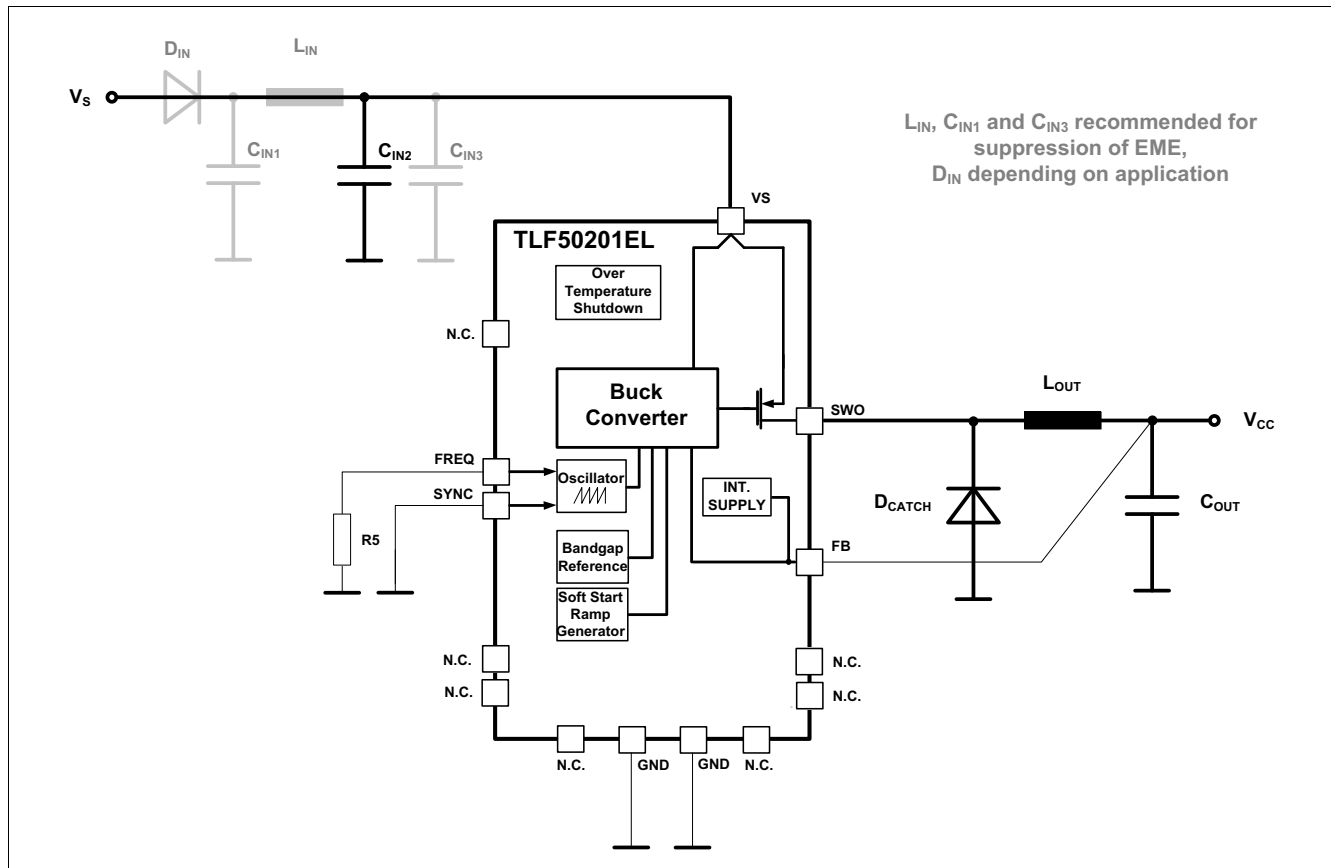 D_IN
L_IN
V_S
C_IN1
C_IN2
C_IN3
L_IN, C_IN1 and C_IN3 recommended for
suppression of EME,
D_IN depending on application
VS
TLF50201EL
Over
Temperature
Shutdown
N.C.
Buck
Converter
SWO
L_OUT
V_CC
FREQ
Oscillator
SYNC
INT.
SUPPLY
D_CATCH
C_OUT
R5
Bandgap
Reference
FB
Soft Start
Ramp
Generator
N.C.
N.C.
N.C.
N.C.
N.C.
GND
GND
N.C.